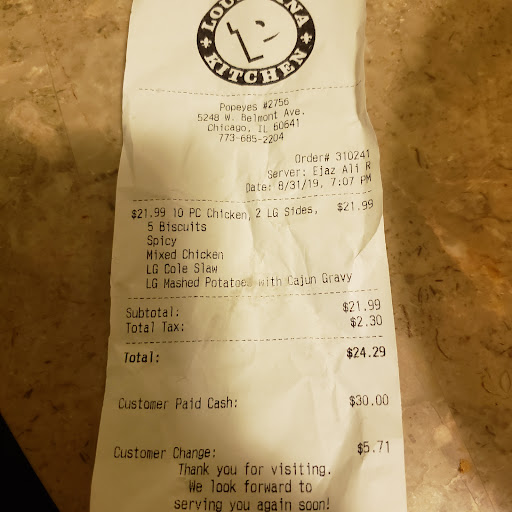 LOUISIANA
KITCHEN
Popeyes #2756
5248 W. Belmont Ave.
Chicago, IL 60641
773-685-2204
Order# 310241
Server: Ejaz Ali R
Date: 8/31/19, 7:07 PM
$21.99 10 PC Chicken, 2 LG Sides, $21.99
5 Biscuits
Spicy
Mixed Chicken
LG Cole Slaw
LG Mashed Potatoes with Cajun Gravy
Subtotal: $21.99
Total Tax: $2.30
Total: $24.29
Customer Paid Cash: $30.00
Customer Change: $5.71
Thank you for visiting.
We look forward to
serving you again soon!